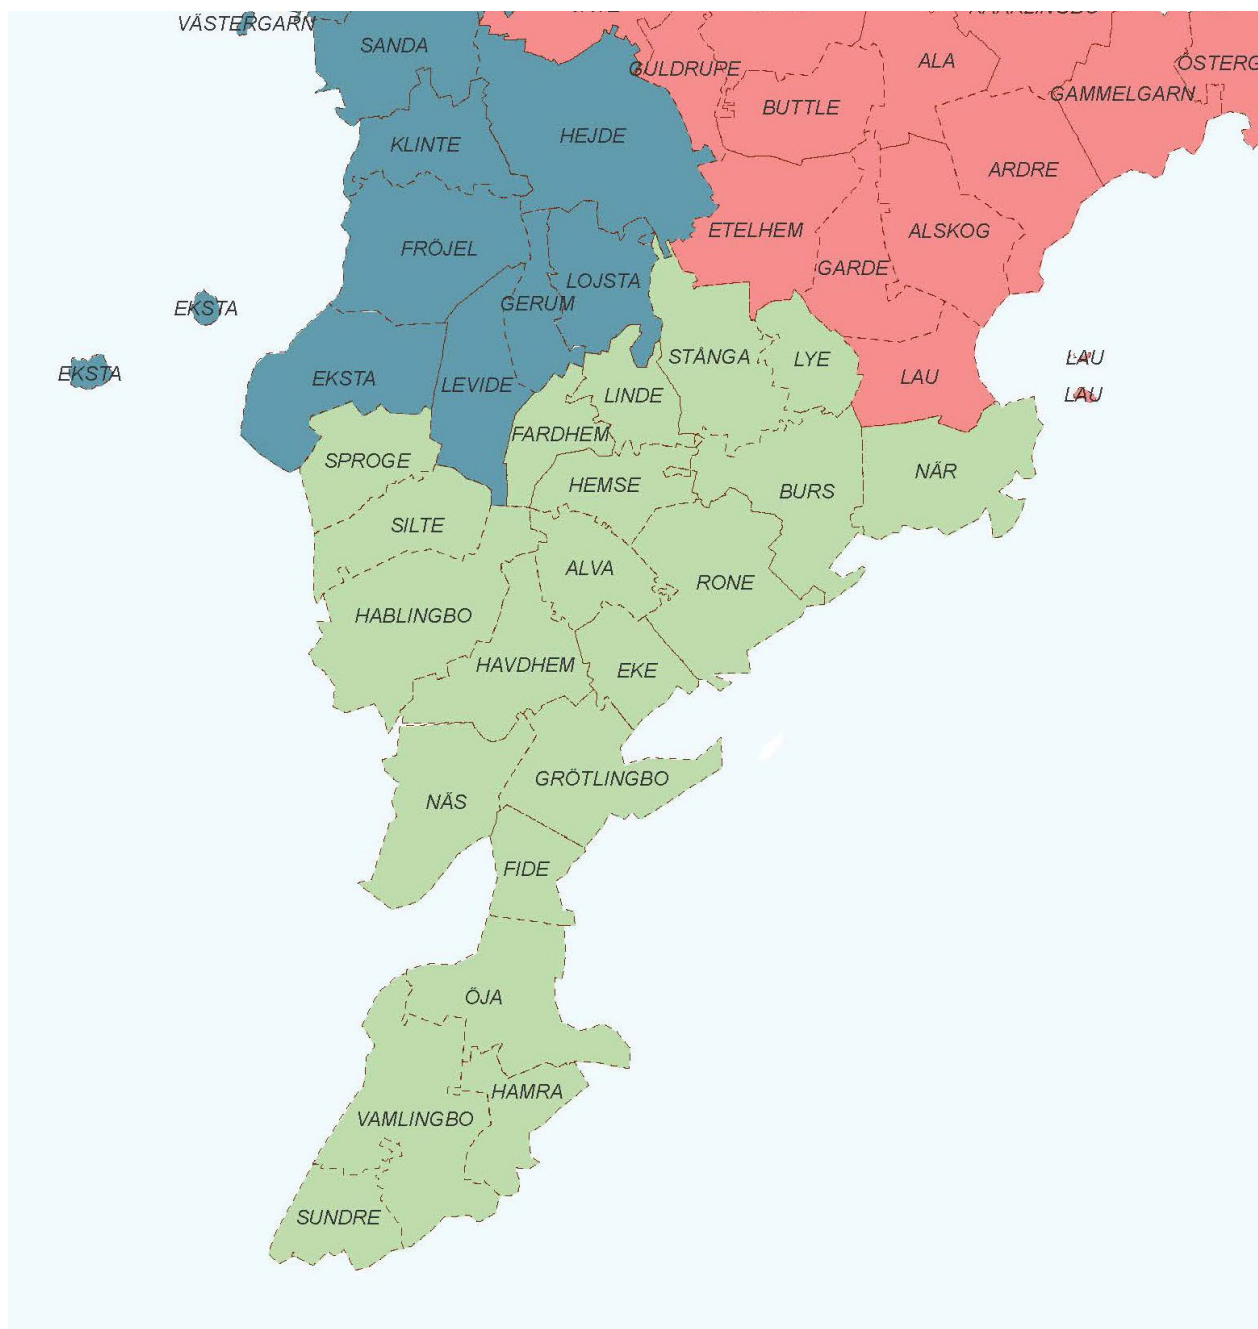 VÄSTERGARN
SANDA
GULDRUPE
ALA
ÖSTERG
GAMMELGARN
BUTTLE
HEJDE
KLINTE
ARDRE
ETELHEM
ALSKOG
FRÖJEL
GARDE
LOJSTA
GERUM
EKSTA
STÅNGA
LYE
LAU
EKSTA
EKSTA
LEVIDE
LAU
LAU
LINDE
FARDHEM
SPROGE
NÄR
HEMSE
BURS
SILTE
ALVA
RONE
HABLINGBO
HAVDHEM
EKE
GRÖTLINGBO
NÄS
FIDE
ÖJA
HAMRA
VAMLINGBO
SUNDRE